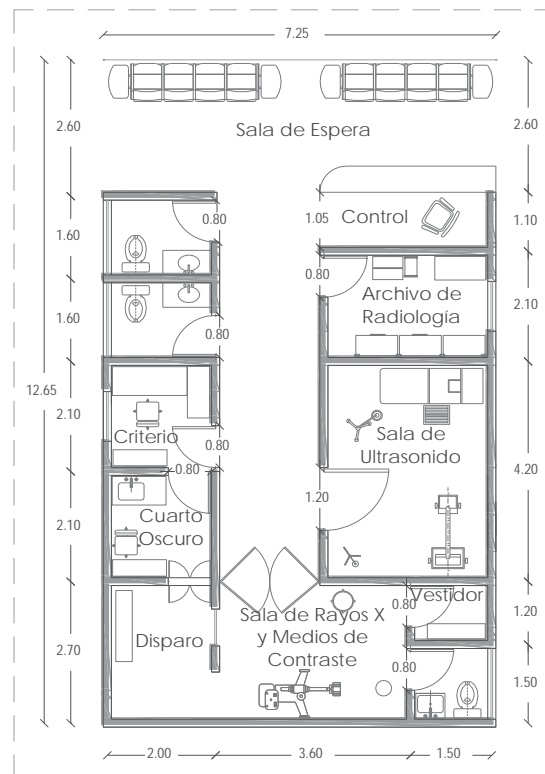 7.25
Sala de Espera
2.60
2.60
0.80
1.05
Control
1.10
1.60
0.80
Archivo de
Radiología
2.10
1.60
0.80
12.65
2.10
Criterio
0.80
0.80
Sala de
Ultrasonido
4.20
1.20
2.10
Cuarto
Oscuro
Vestidor
0.80
1.20
Sala de Rayos X
y Medios de
Contraste
Disparo
2.70
0.80
1.50
2.00
3.60
1.50